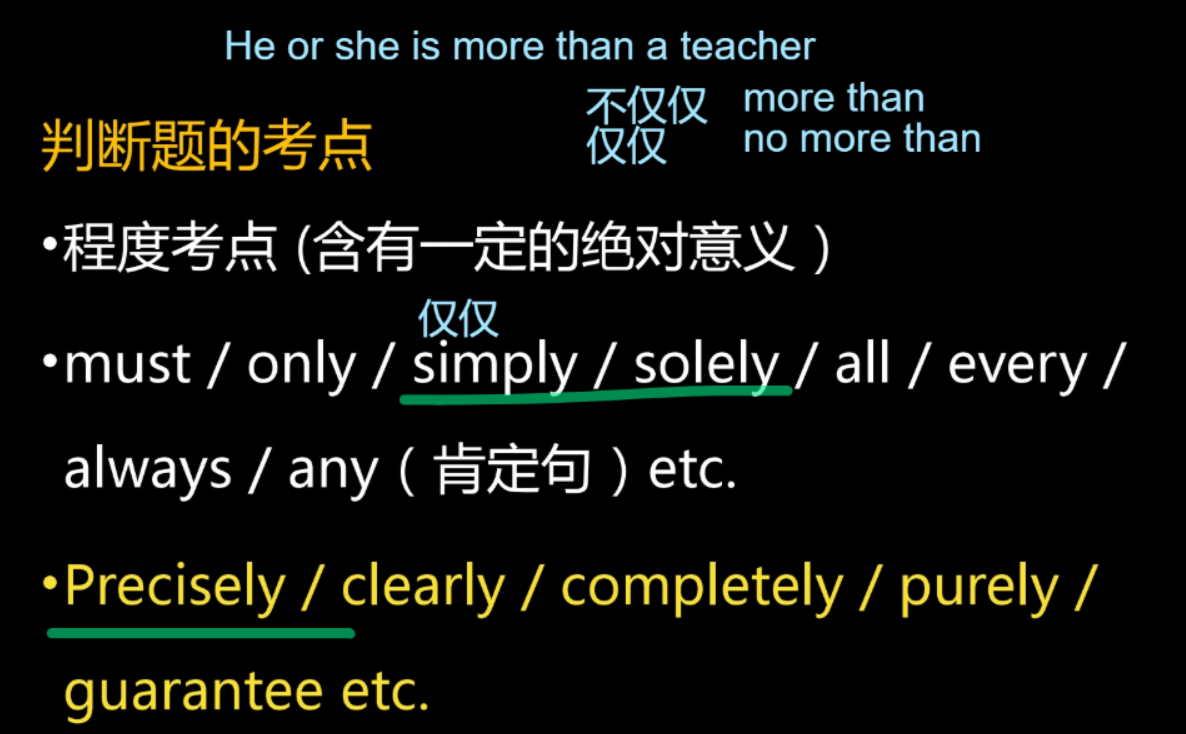 He or she is more than a teacher
不仅仅 more than
仅仅 no more than
判断题的考点
•程度考点 (含有一定的绝对意义）
仅仅
•must / only / simply / solely / all / every /
always / any（肯定句）etc.
•Precisely / clearly / completely / purely /
guarantee etc.